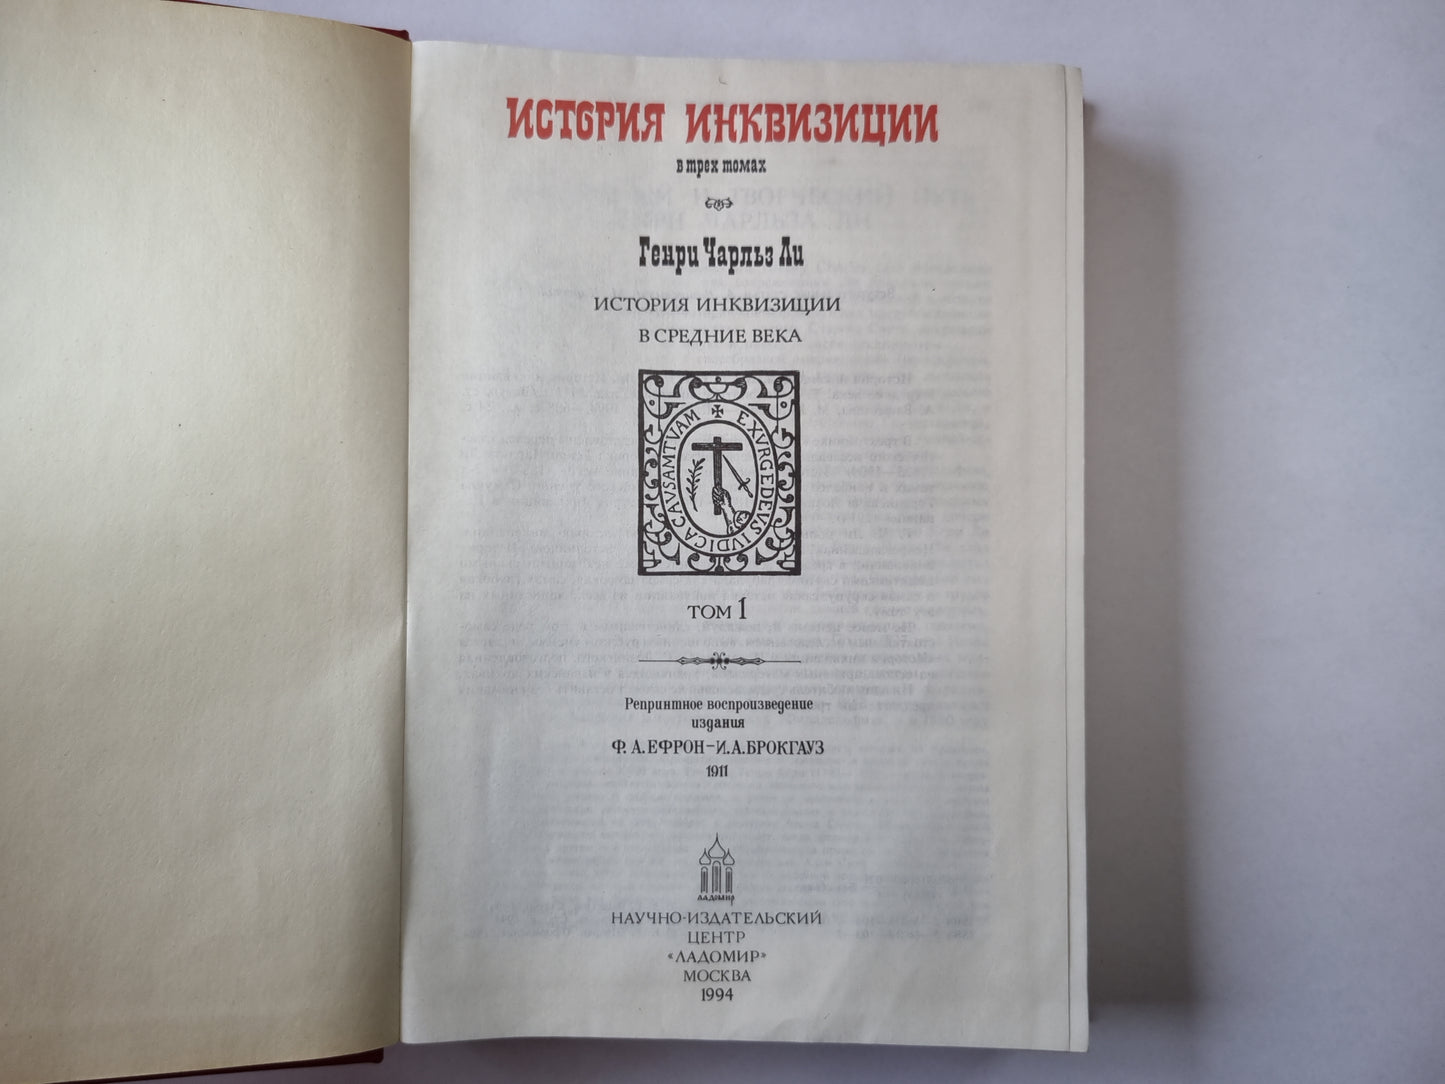 ИСТОРИЯ ИНКВИЗИЦИИ
в трех томах
Генри Чарльз Ли
ИСТОРИЯ ИНКВИЗИЦИИ
В СРЕДНИЕ ВЕКА
EXVRGE DEVS IVDICA CAVSAM TVAM
ТОМ 1
Репринтное воспроизведение
издания
Ф. А. ЕФРОН–И. А. БРОКГАУЗ
1911
ЛАДОМИР
НАУЧНО-ИЗДАТЕЛЬСКИЙ
ЦЕНТР
«ЛАДОМИР»
МОСКВА
1994